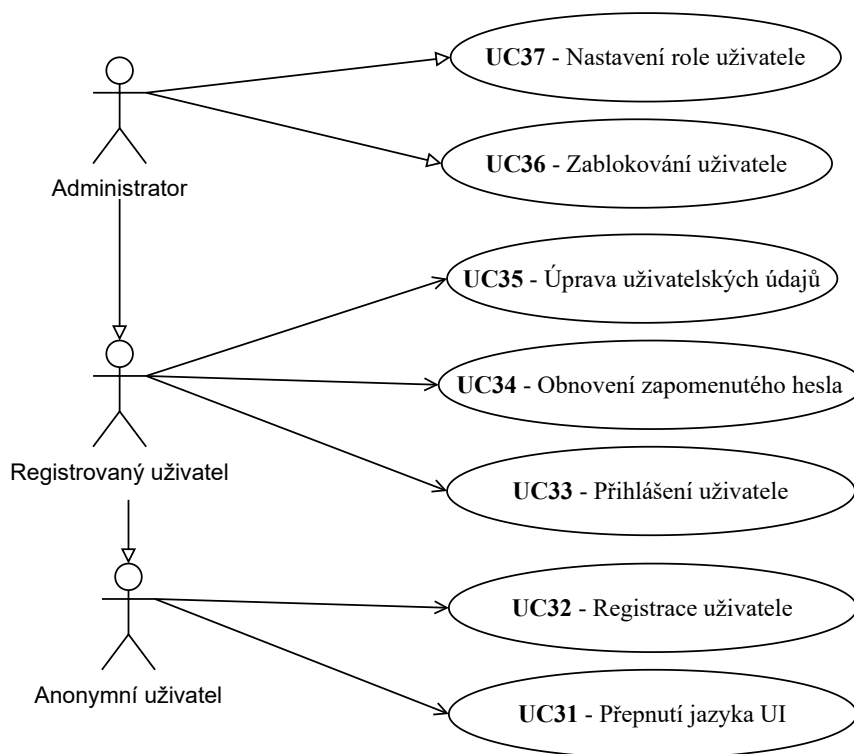 UC37 - Nastavení role uživatele
Administrator
UC36 - Zablokování uživatele
UC35 - Úprava uživatelských údajů
UC34 - Obnovení zapomenutého hesla
Registrovaný uživatel
UC33 - Přihlášení uživatele
UC32 - Registrace uživatele
Anonymní uživatel
UC31 - Přepnutí jazyka UI